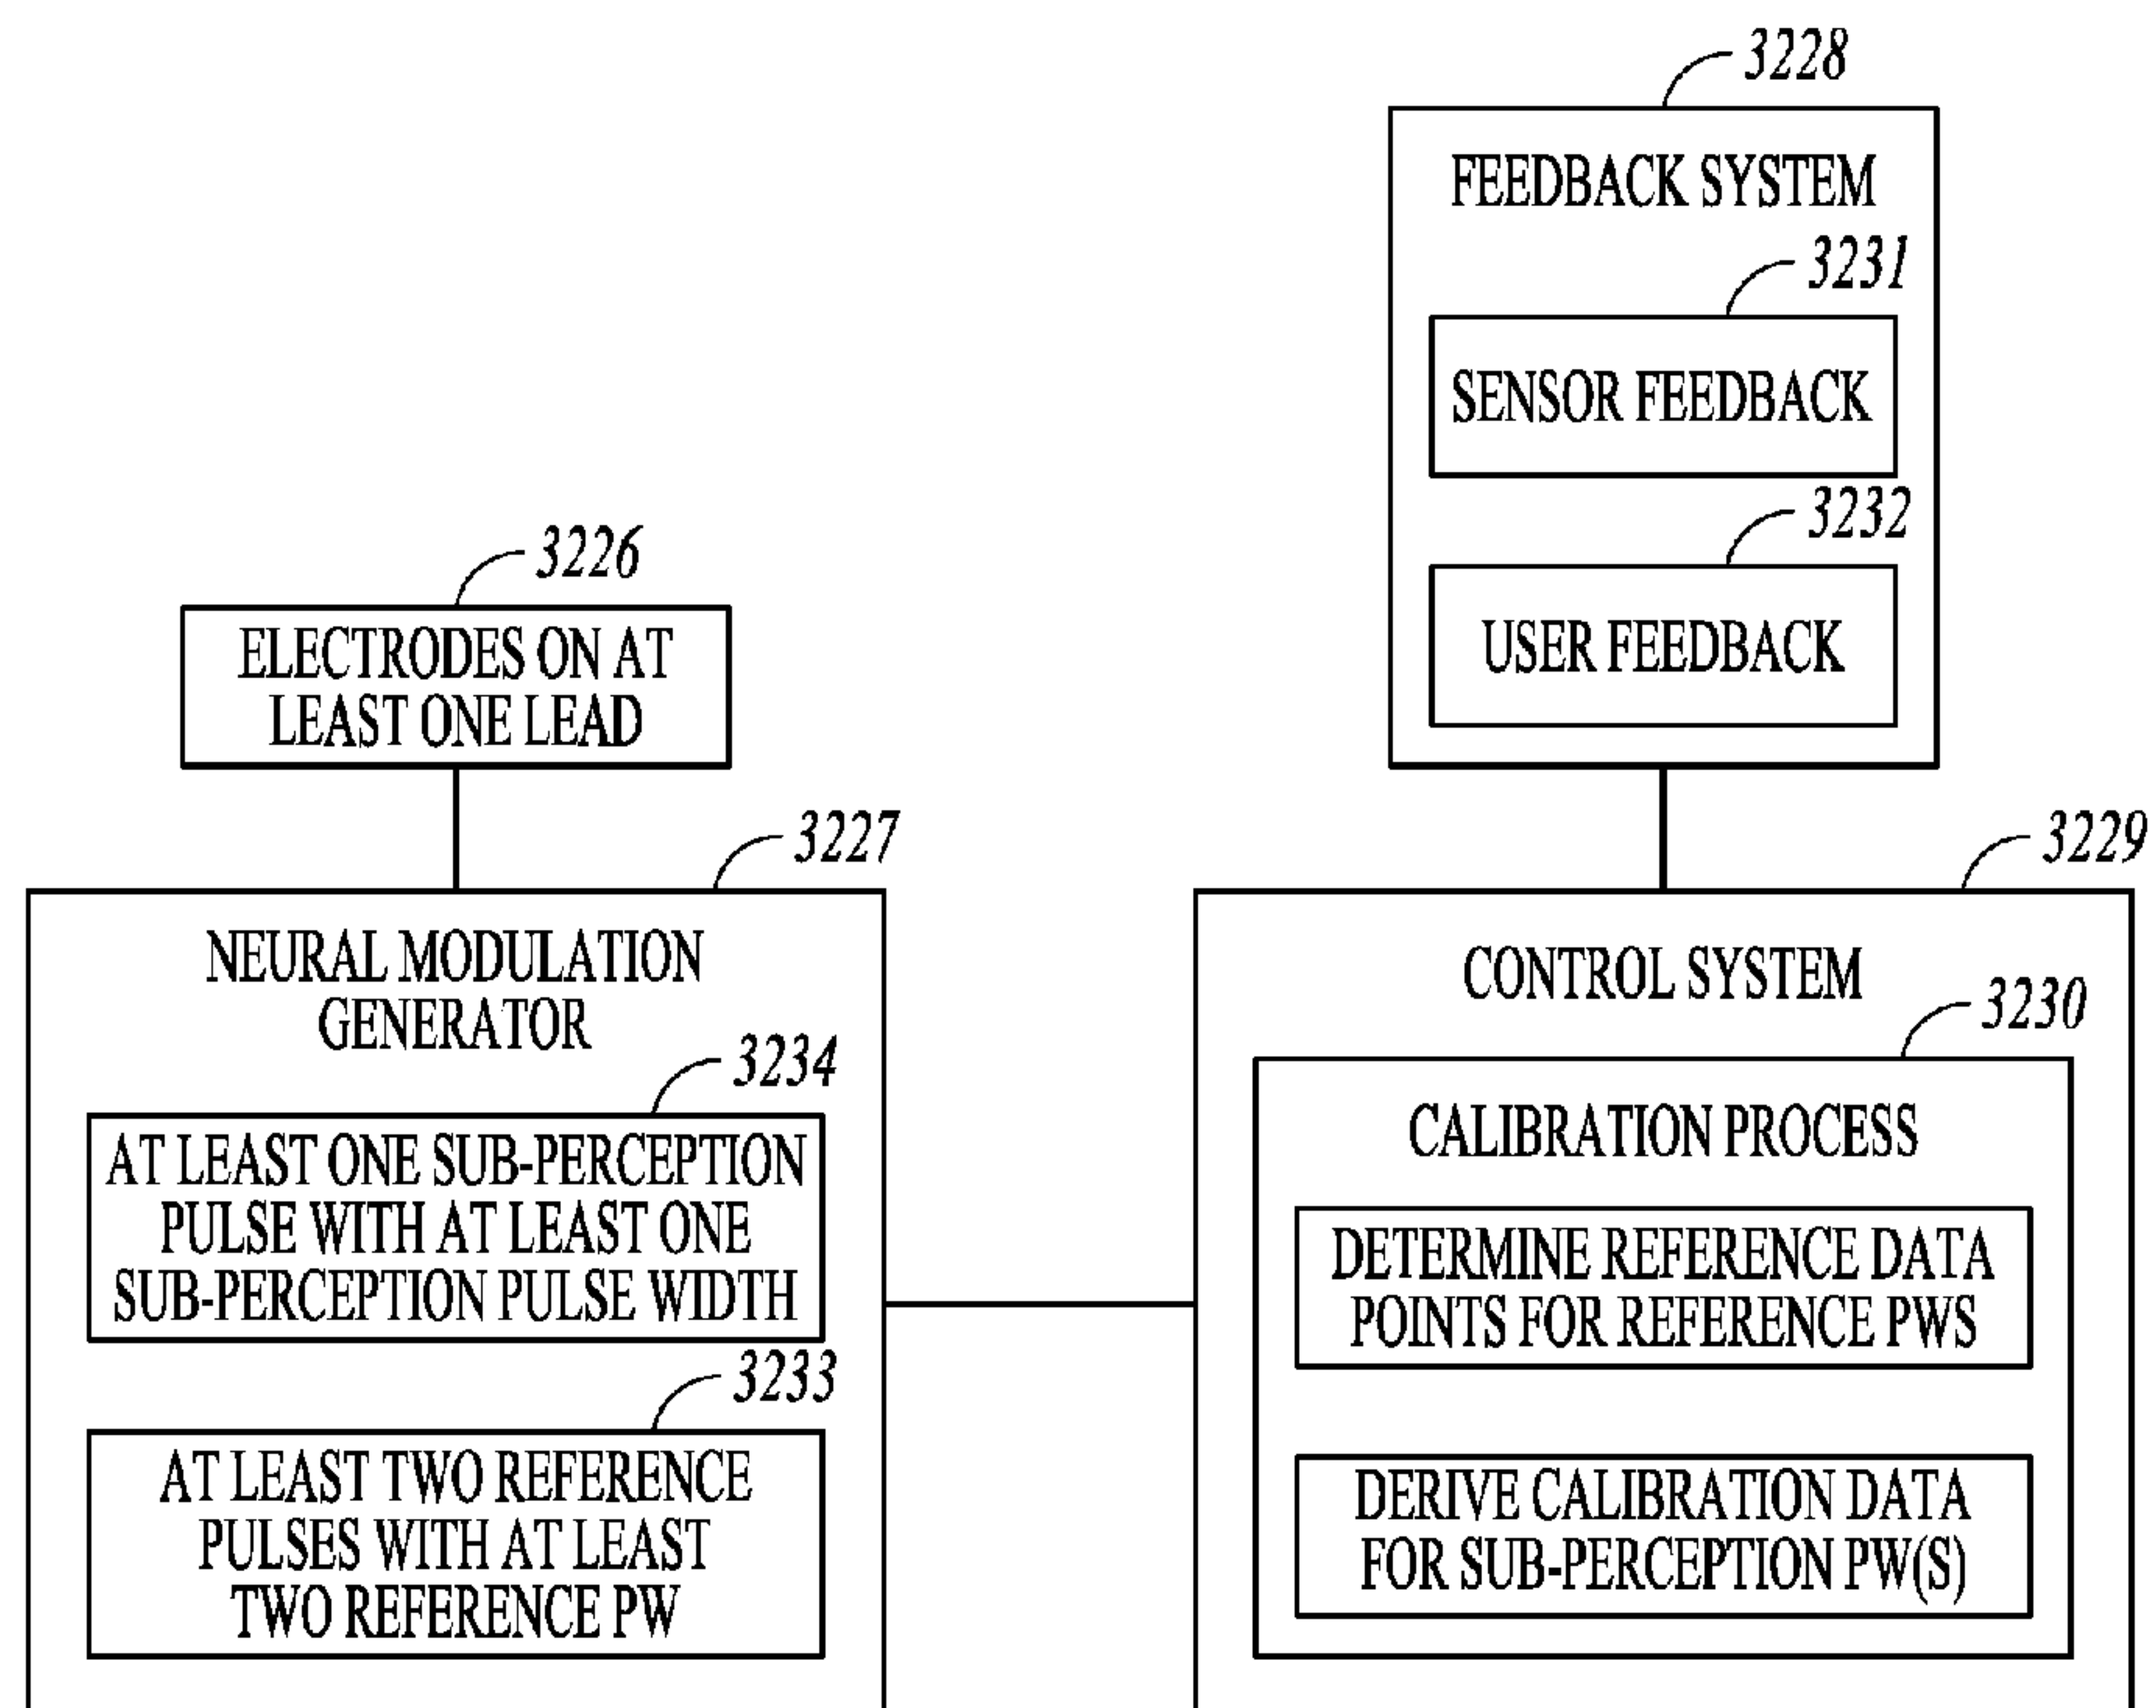 3228
FEEDBACK SYSTEM
3231
SENSOR FEEDBACK
3232
USER FEEDBACK
3226
ELECTRODES ON AT
LEAST ONE LEAD
3227
NEURAL MODULATION
GENERATOR
3234
AT LEAST ONE SUB-PERCEPTION
PULSE WITH AT LEAST ONE
SUB-PERCEPTION PULSE WIDTH
3233
AT LEAST TWO REFERENCE
PULSES WITH AT LEAST
TWO REFERENCE PW
3229
CONTROL SYSTEM
3230
CALIBRATION PROCESS
DETERMINE REFERENCE DATA
POINTS FOR REFERENCE PWS
DERIVE CALIBRATION DATA
FOR SUB-PERCEPTION PW(S)